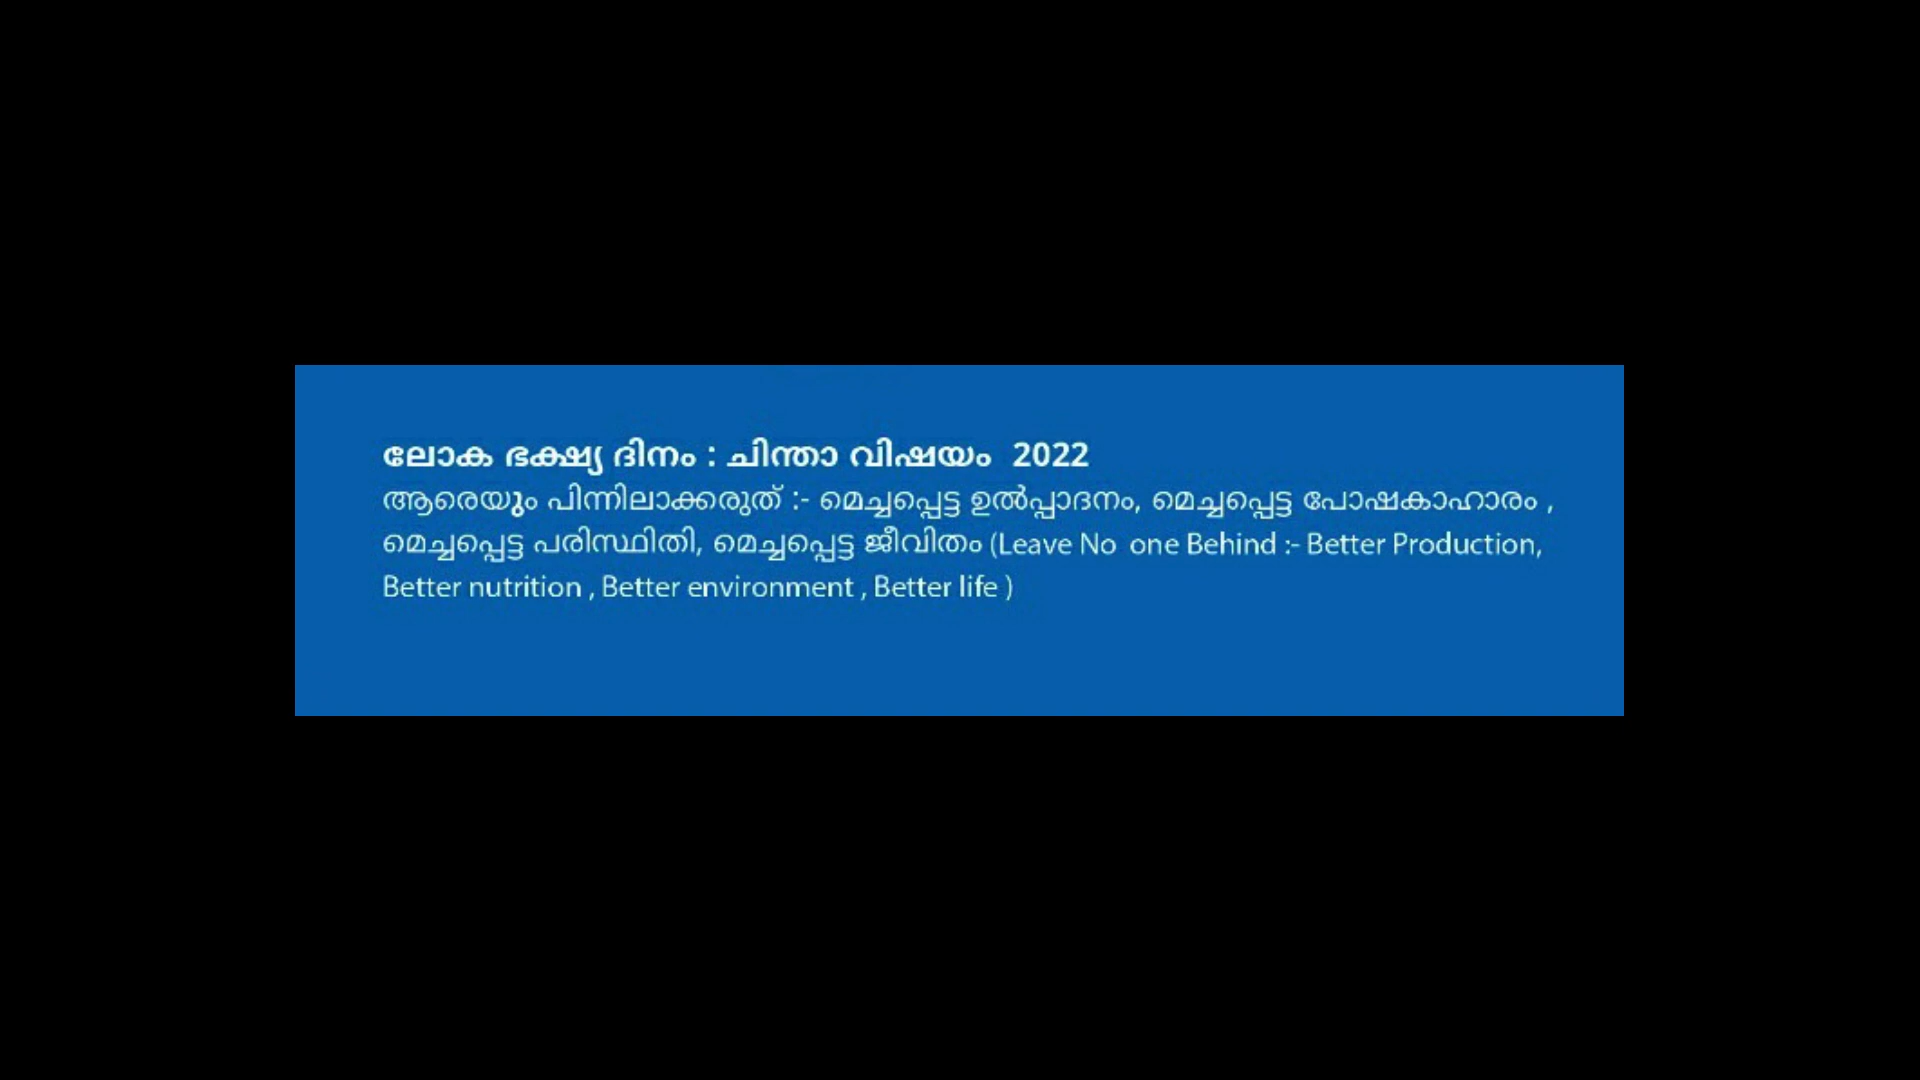 ലോക ഭക്ഷ്യ ദിനം : ചിന്താ വിഷയം 2022
ആരെയും പിന്നിലാക്കരുത് :- മെച്ചപ്പെട്ട ഉൽപ്പാദനം, മെച്ചപ്പെട്ട പോഷകാഹാരം ,
മെച്ചപ്പെട്ട പരിസ്ഥിതി, മെച്ചപ്പെട്ട ജീവിതം (Leave No one Behind :- Better Production,
Better nutrition , Better environment , Better life )